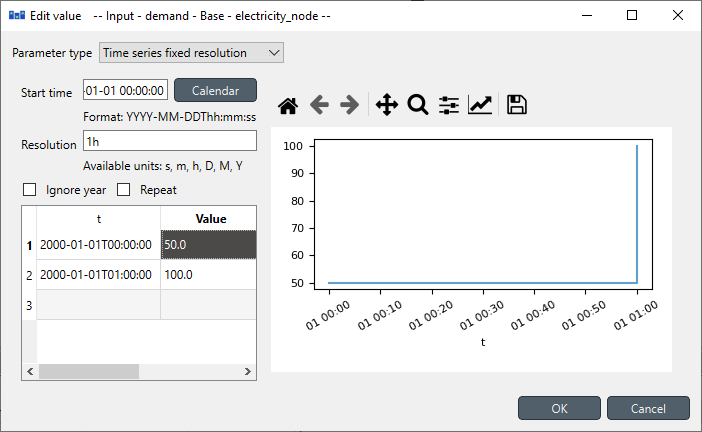 Edit value -- Input - demand - Base - electricity_node --
Parameter type Time series fixed resolution
Start time -01-01 00:00:00 Calendar
Format: YYYY-MM-DDThh:mm:ss
Resolution 1h
Available units: s, m, h, D, M, Y
Ignore year Repeat
t Value
1 2000-01-01T00:00:00 50.0
2 2000-01-01T01:00:00 100.0
3
100
90
80
70
60
50
01 00:00 01 00:10 01 00:20 01 00:30 01 00:40 01 00:50 01 01:00
t
OK Cancel